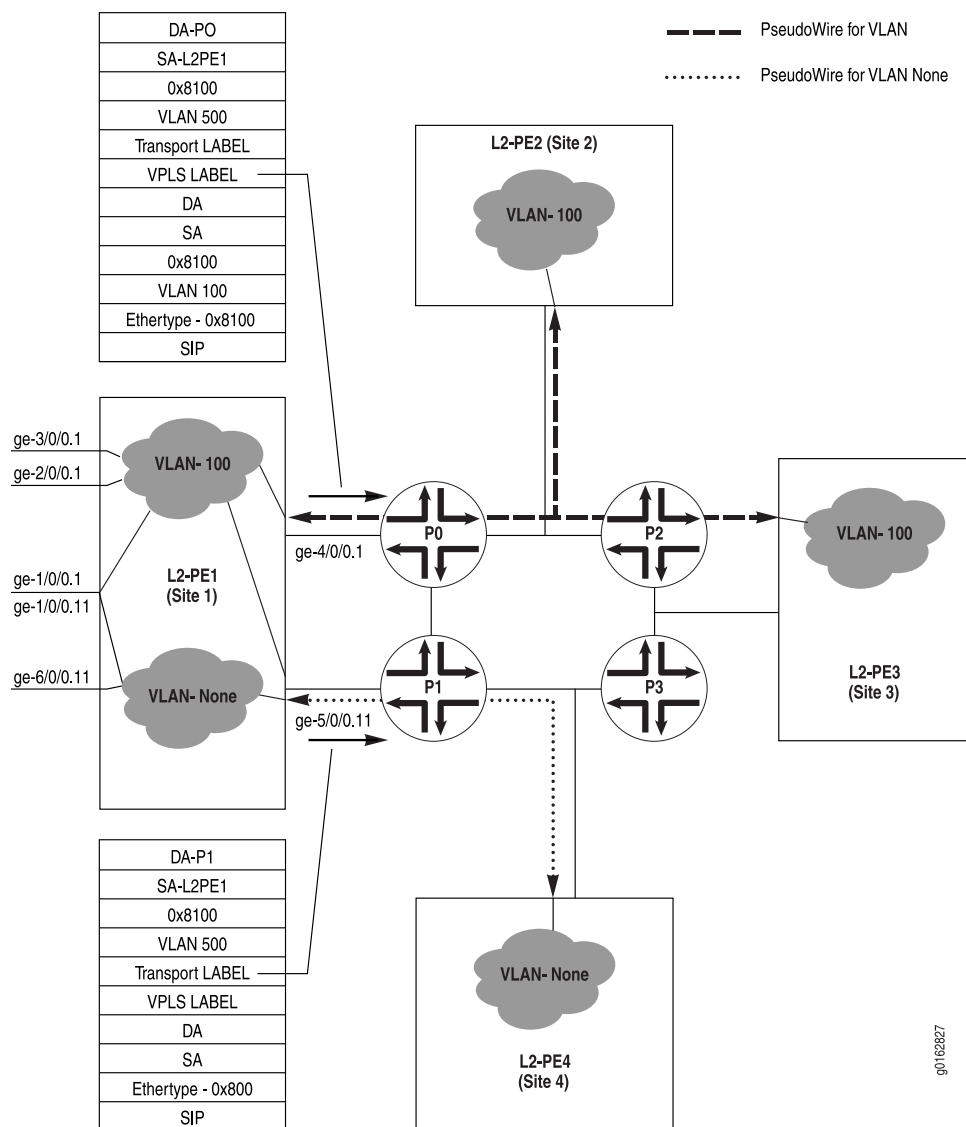 DA-PO
SA-L2PE1
0x8100
VLAN 500
Transport LABEL
VPLS LABEL
DA
SA
0x8100
VLAN 100
Ethertype - 0x8100
SIP
PseudoWire for VLAN
PseudoWire for VLAN None
L2-PE2 (Site 2)
VLAN- 100
ge-3/0/0.1
ge-2/0/0.1
ge-1/0/0.1
ge-1/0/0.11
ge-6/0/0.11
VLAN- 100
L2-PE1
(Site 1)
VLAN- None
ge-4/0/0.1
P0
P2
VLAN- 100
L2-PE3
(Site 3)
P1
P3
ge-5/0/0.11
DA-P1
SA-L2PE1
0x8100
VLAN 500
Transport LABEL
VPLS LABEL
DA
SA
Ethertype - 0x800
SIP
VLAN- None
L2-PE4
(Site 4)
g0162827